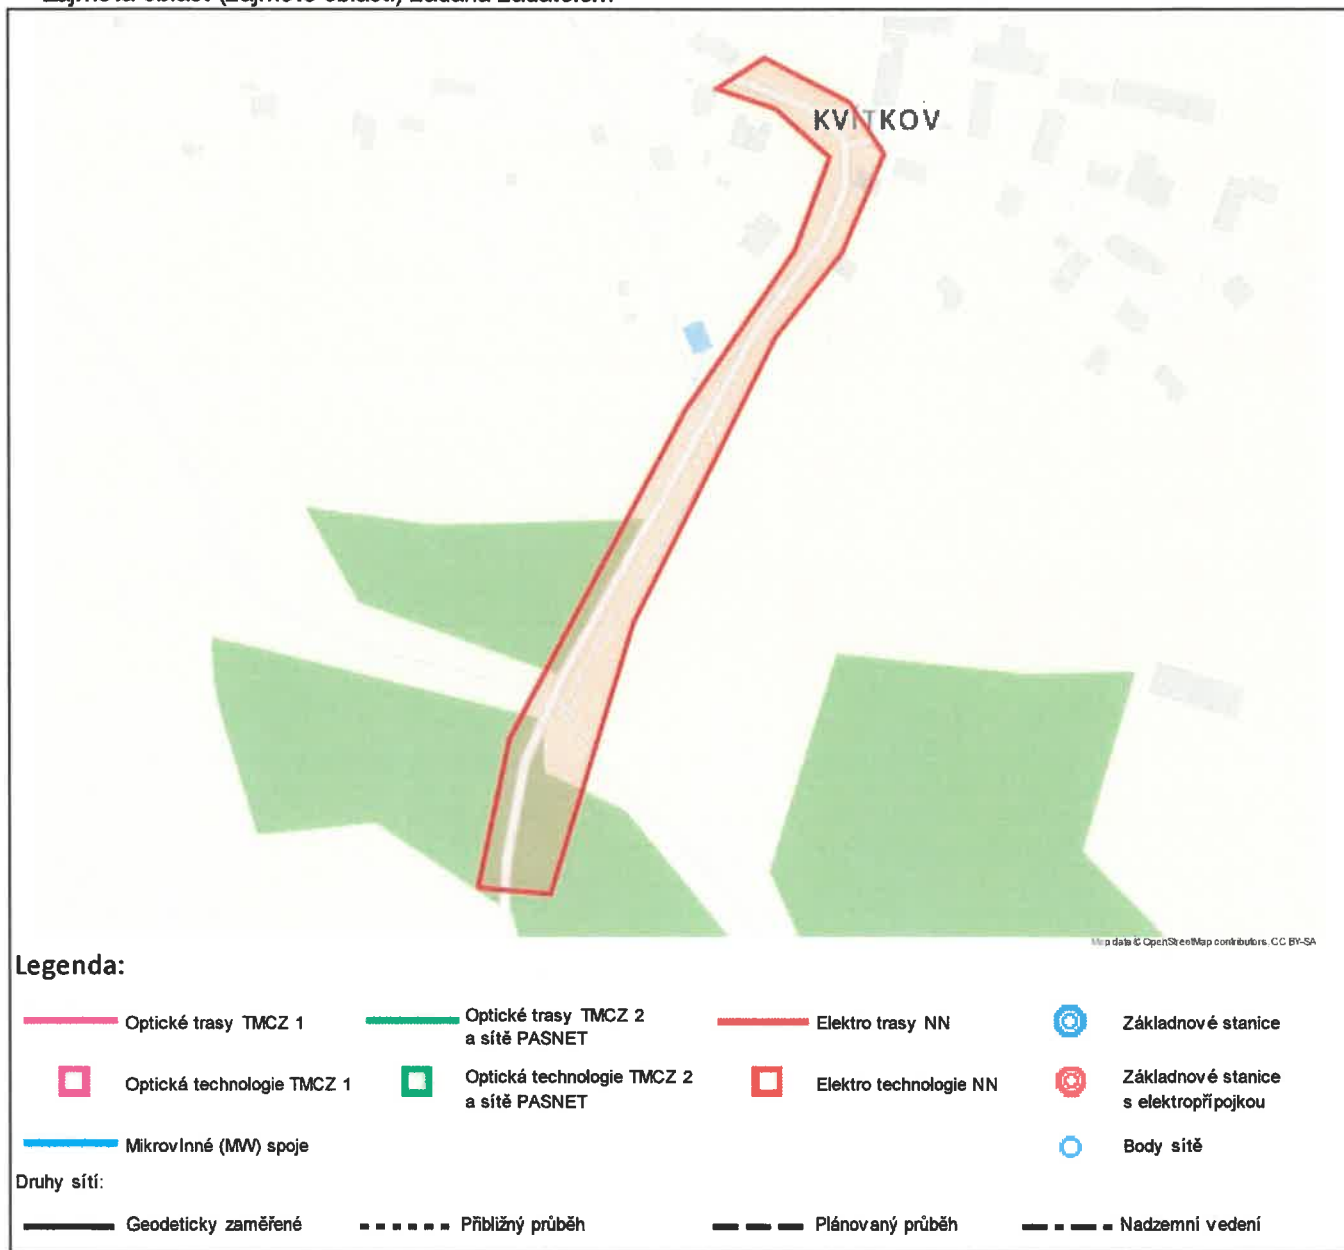 KVÍTKOV
Map data © OpenStreetMap contributors, CC BY-SA
Legenda:
Optické trasy TMCZ 1
Optické trasy TMCZ 2
a sítě PASNET
Elektro trasy NN
Základnové stanice
Optická technologie TMCZ 1
Optická technologie TMCZ 2
a sítě PASNET
Elektro technologie NN
Základnové stanice
s elektropřípojkou
Mikrovlnné (MW) spoje
Body sítě
Druhy sítí:
Geodeticky zaměřené
Přibližný průběh
Plánovaný průběh
Nadzemní vedení